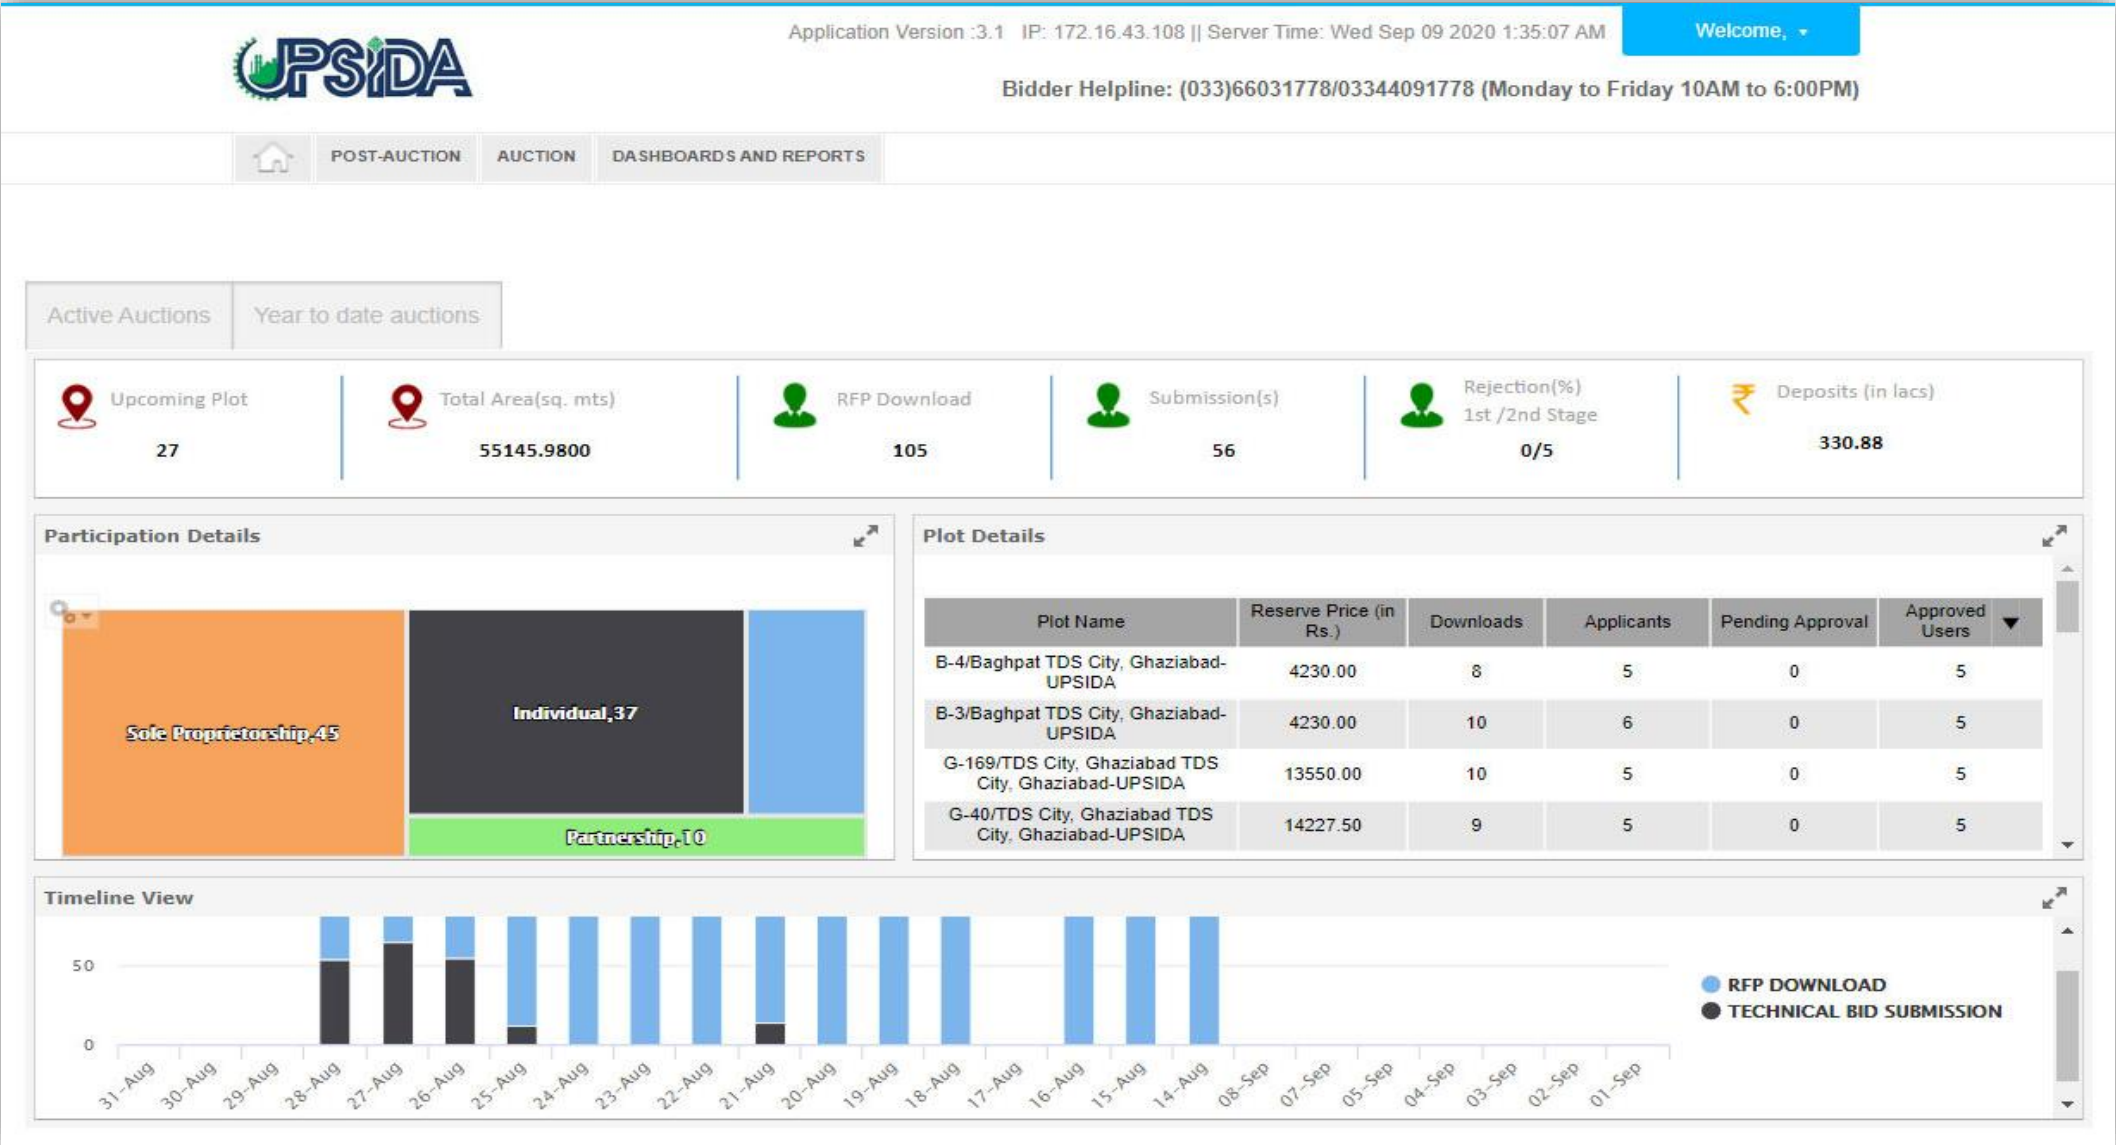 UPSIDA
Application Version :3.1 IP: 172.16.43.108 || Server Time: Wed Sep 09 2020 1:35:07 AM
Welcome,
Bidder Helpline: (033)66031778/03344091778 (Monday to Friday 10AM to 6:00PM)
POST-AUCTION AUCTION DASHBOARDS AND REPORTS
Active Auctions Year to date auctions
Upcoming Plot
27
Total Area(sq. mts)
55145.9800
RFP Download
105
Submission(s)
56
Rejection(%)
1st /2nd Stage
0/5
Deposits (in lacs)
330.88
Participation Details
Sole Proprietorship,45
Individual,37
Partnership,10
Plot Details
Plot Name Reserve Price (in Rs.) Downloads Applicants Pending Approval Approved Users
B-4/Baghpat TDS City, Ghaziabad-
UPSIDA 4230.00 8 5 0 5
B-3/Baghpat TDS City, Ghaziabad-
UPSIDA 4230.00 10 6 0 5
G-169/TDS City, Ghaziabad TDS
City, Ghaziabad-UPSIDA 13550.00 10 5 0 5
G-40/TDS City, Ghaziabad TDS
City, Ghaziabad-UPSIDA 14227.50 9 5 0 5
Timeline View
50
0
31-Aug 30-Aug 29-Aug 28-Aug 27-Aug 26-Aug 25-Aug 24-Aug 23-Aug 22-Aug 21-Aug 20-Aug 19-Aug 18-Aug 17-Aug 16-Aug 15-Aug 14-Aug 08-Sep 07-Sep 05-Sep 04-Sep 03-Sep 02-Sep 01-Sep
RFP DOWNLOAD
TECHNICAL BID SUBMISSION